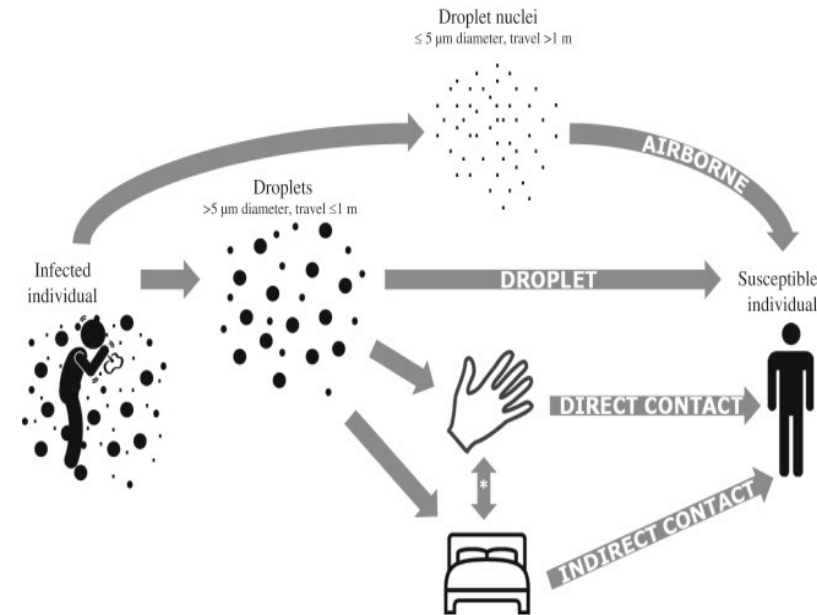 Droplet nuclei
≤ 5 μm diameter, travel >1 m
AIRBORNE
Droplets
>5 μm diameter, travel ≤1 m
Infected
individual
DROPLET
Susceptible
individual
DIRECT CONTACT
*
INDIRECT CONTACT